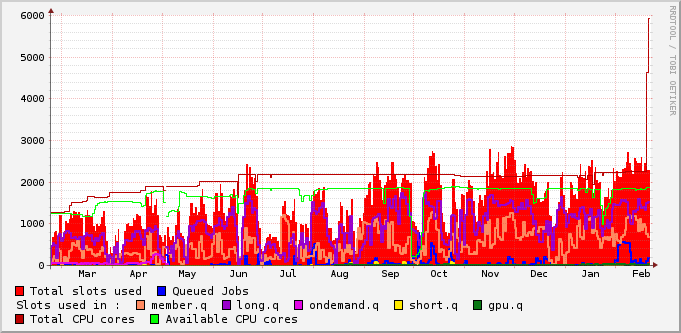 6000
5000
4000
3000
2000
1000
0
Mar Apr May Jun Jul Aug Sep Oct Nov Dec Jan Feb
RRDTOOL / TOBI OETIKER
Total slots used Queued Jobs
Slots used in : member.q long.q ondemand.q short.q gpu.q
Total CPU cores Available CPU cores